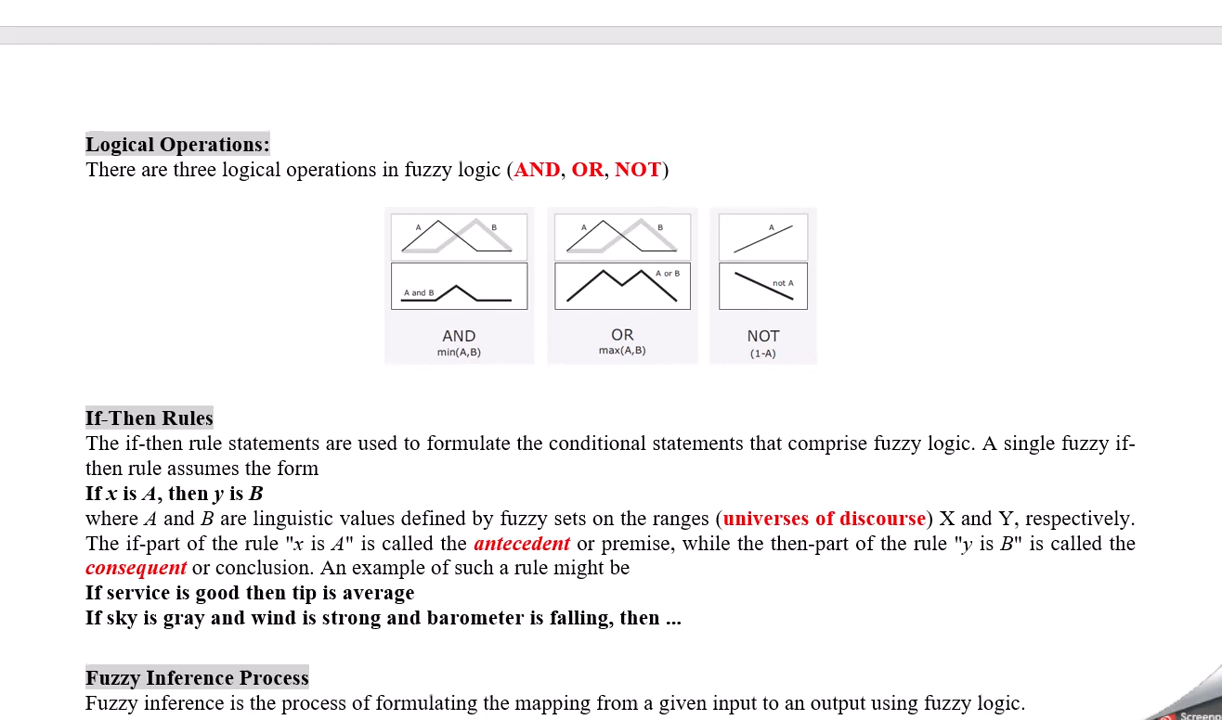 Logical Operations:
There are three logical operations in fuzzy logic (AND, OR, NOT)
A B
A and B
AND
min(A,B)
A B
A or B
OR
max(A,B)
A
not A
NOT
(1-A)
If-Then Rules
The if-then rule statements are used to formulate the conditional statements that comprise fuzzy logic. A single fuzzy if-
then rule assumes the form
If x is A, then y is B
where A and B are linguistic values defined by fuzzy sets on the ranges (universes of discourse) X and Y, respectively.
The if-part of the rule "x is A" is called the antecedent or premise, while the then-part of the rule "y is B" is called the
consequent or conclusion. An example of such a rule might be
If service is good then tip is average
If sky is gray and wind is strong and barometer is falling, then ...
Fuzzy Inference Process
Fuzzy inference is the process of formulating the mapping from a given input to an output using fuzzy logic.